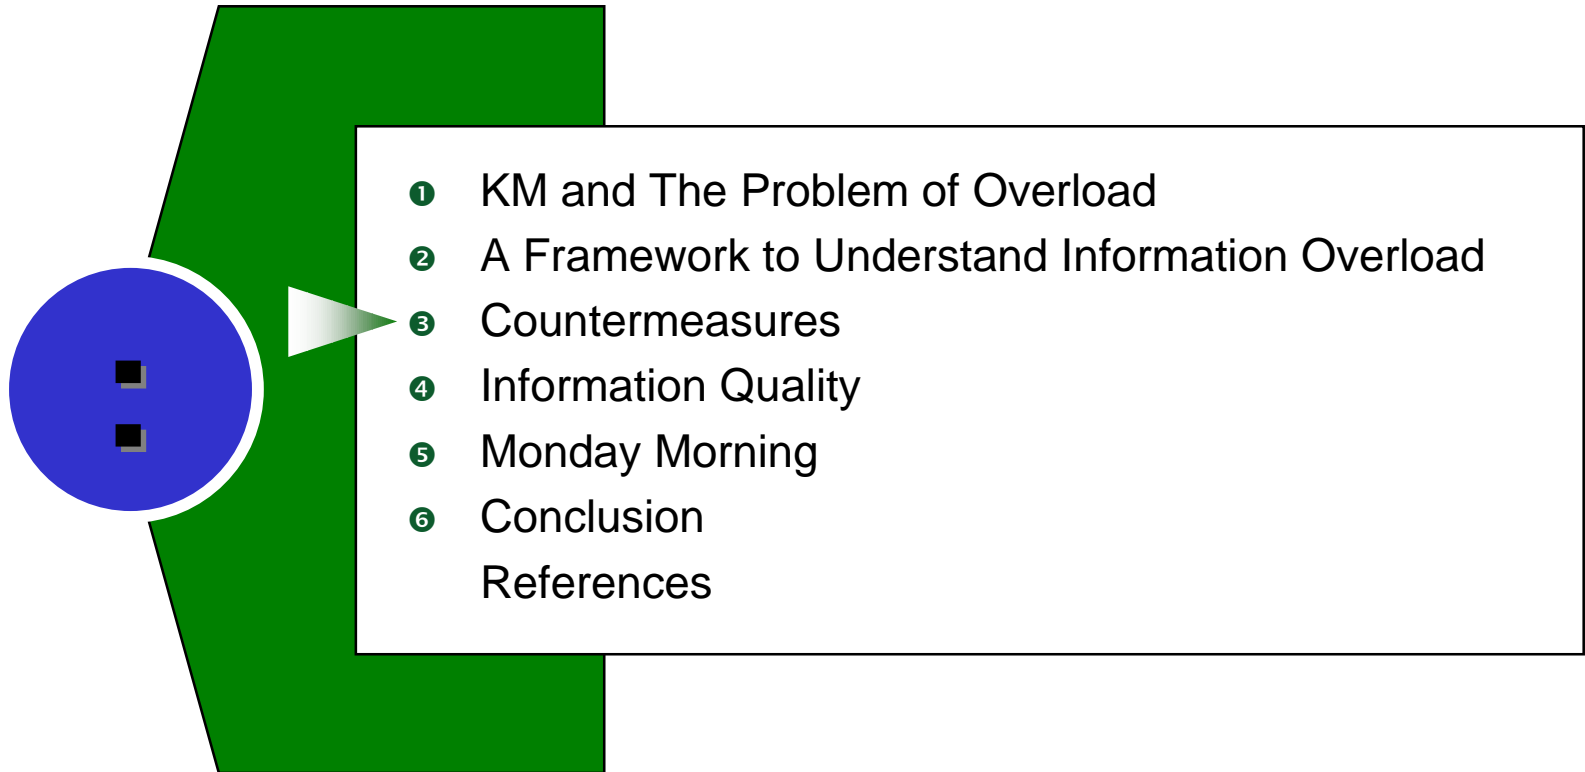 ❶ KM and The Problem of Overload
❷ A Framework to Understand Information Overload
❸ Countermeasures
❹ Information Quality
❺ Monday Morning
❻ Conclusion
References
: